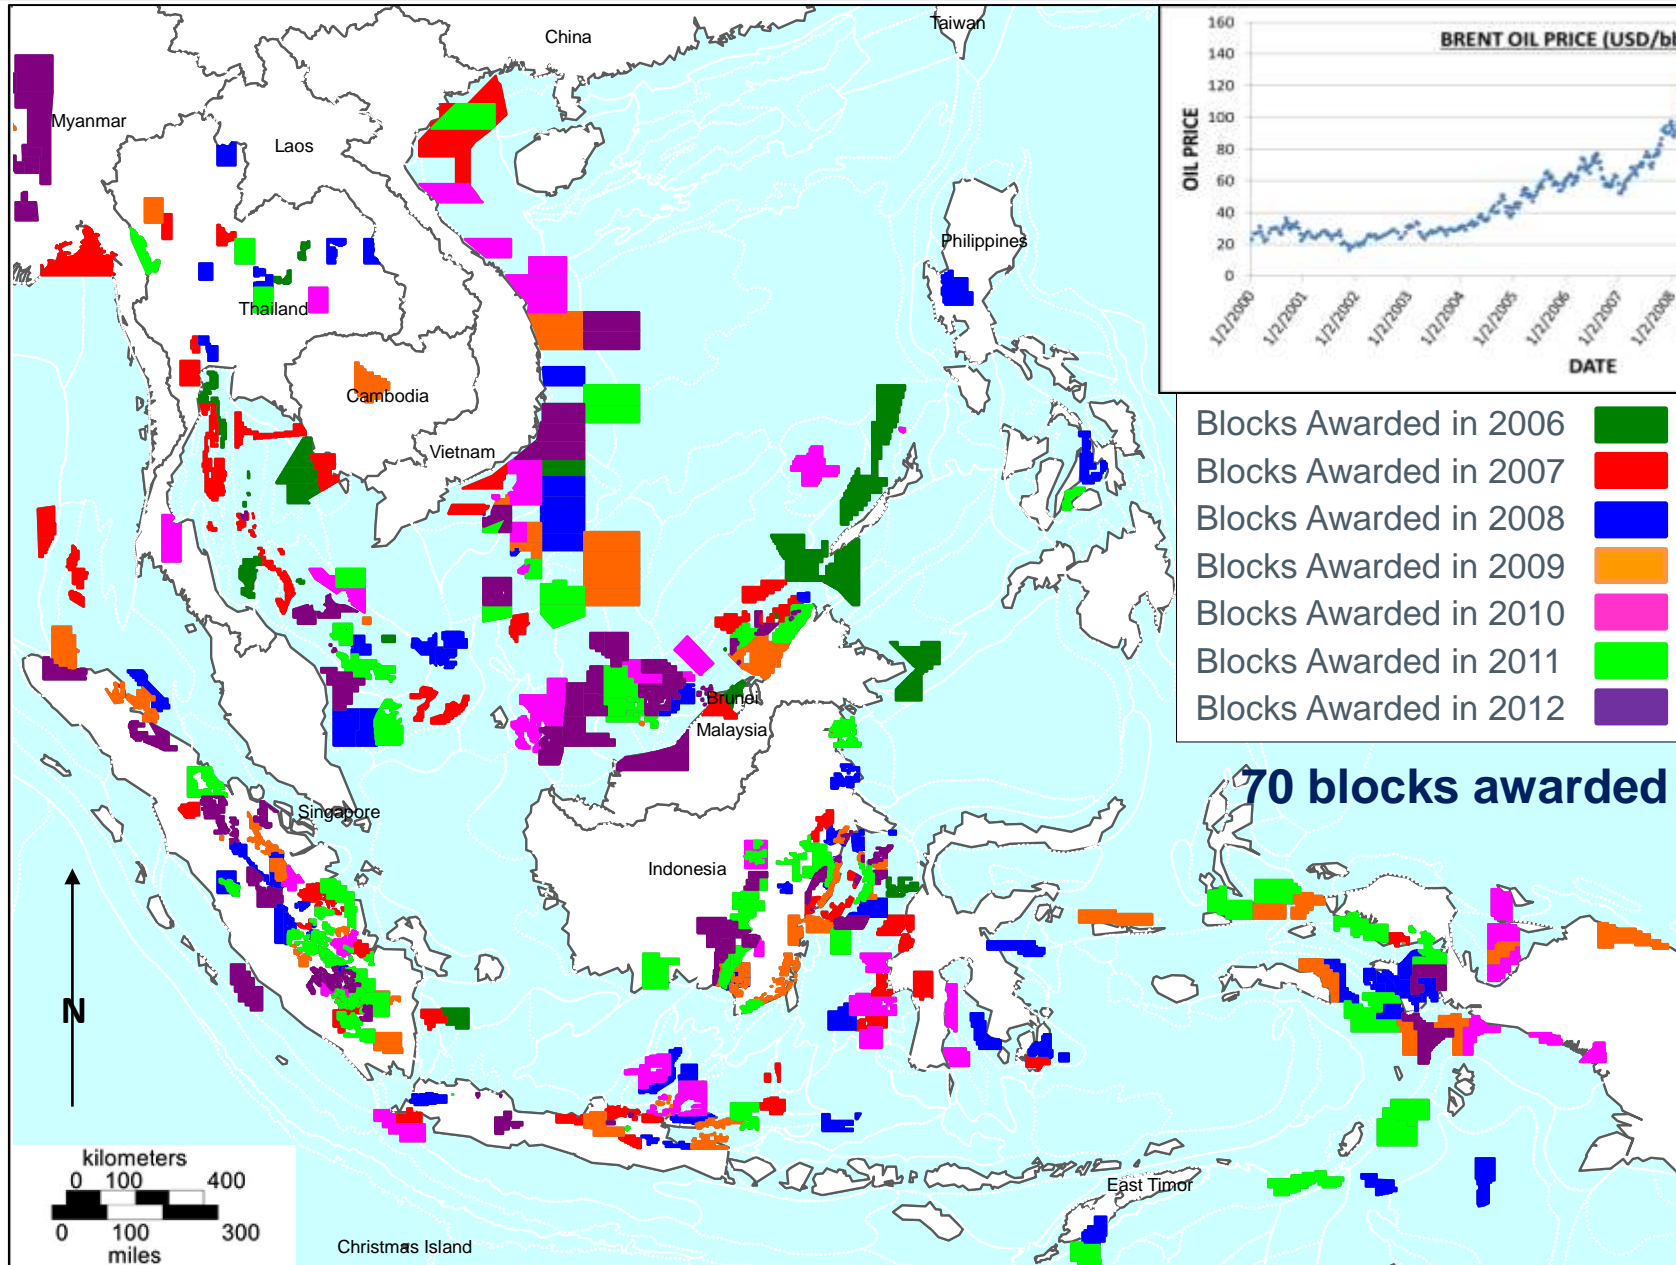 China
Taiwan
Myanmar
Laos
Philippines
Thailand
Cambodia
Vietnam
Brunei
Malaysia
Singapore
Indonesia
East Timor
Christmas Island
N
kilometers
0 100 400
0 100 300
miles
BRENT OIL PRICE (USD/bb
OIL PRICE
160
140
120
100
80
60
40
20
0
1/2/2000
1/2/2001
1/2/2002
1/2/2003
1/2/2004
1/2/2005
1/2/2006
1/2/2007
1/2/2008
DATE
Blocks Awarded in 2006
Blocks Awarded in 2007
Blocks Awarded in 2008
Blocks Awarded in 2009
Blocks Awarded in 2010
Blocks Awarded in 2011
Blocks Awarded in 2012
70 blocks awarded